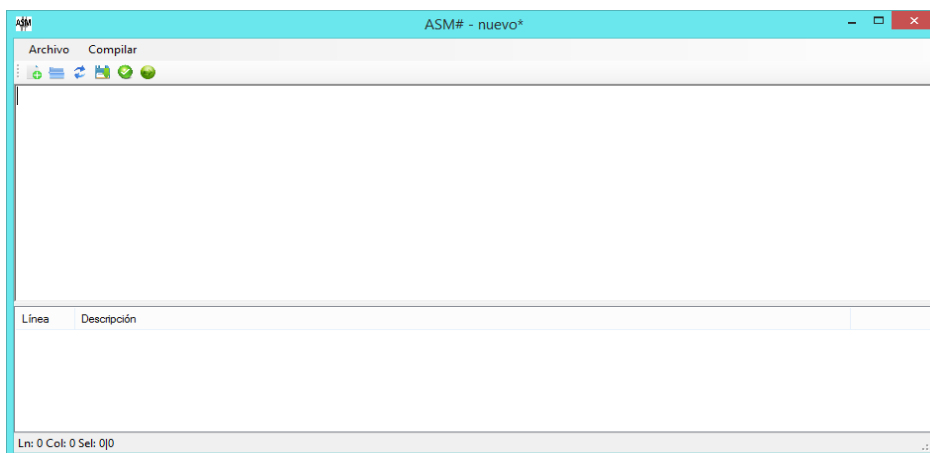 ASM ASM# - nuevo*
Archivo Compilar
Línea Descripción
Ln: 0 Col: 0 Sel: 0|0